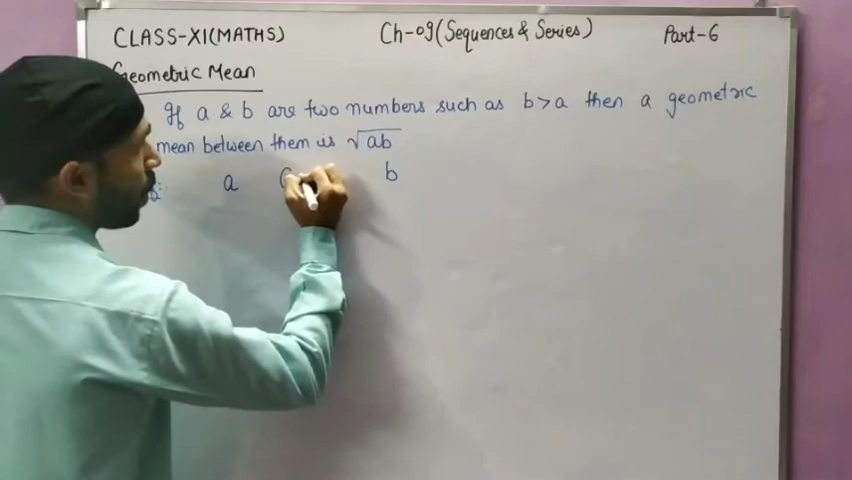 CLASS-XI(MATHS) Ch-09(Sequences & Series) Part-6
Geometric Mean
If a & b are two numbers such as b>a then a geometric
mean between them is √ab
a b